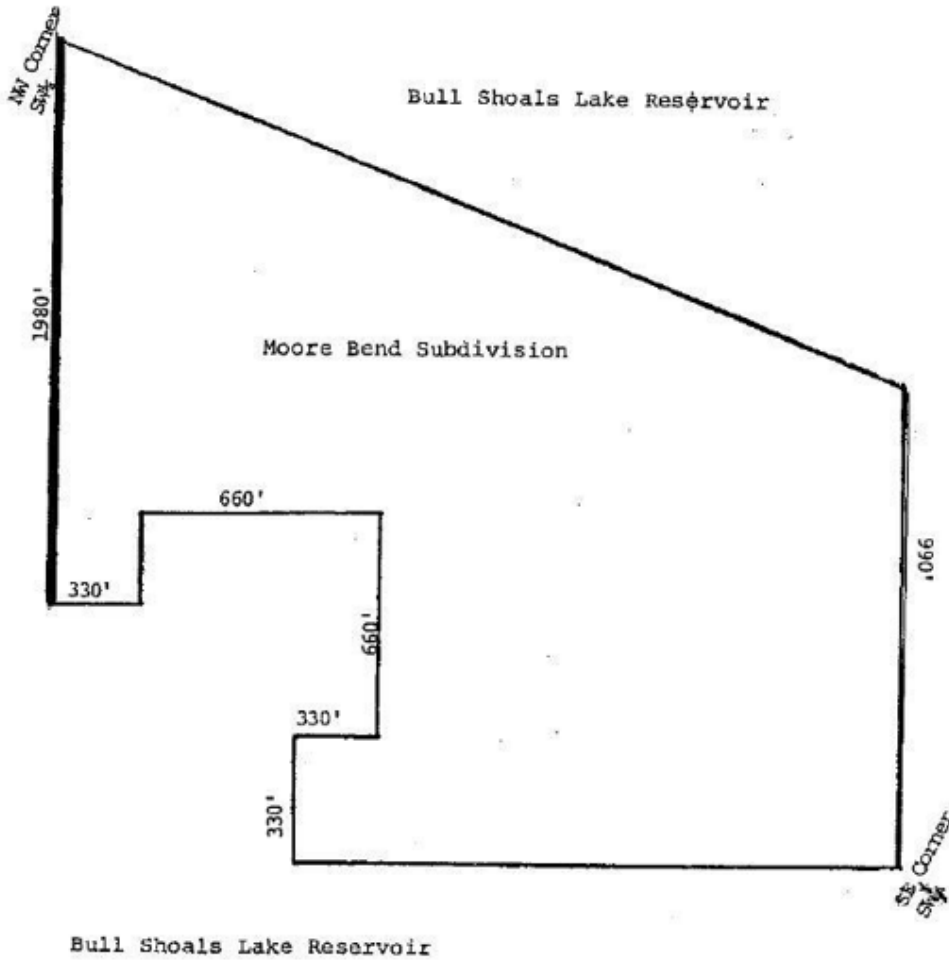 NW Corner
SW¼
Bull Shoals Lake Reservoir
1980'
Moore Bend Subdivision
660'
330'
990'
660'
330'
330'
SE Corner
SW¼
Bull Shoals Lake Reservoir